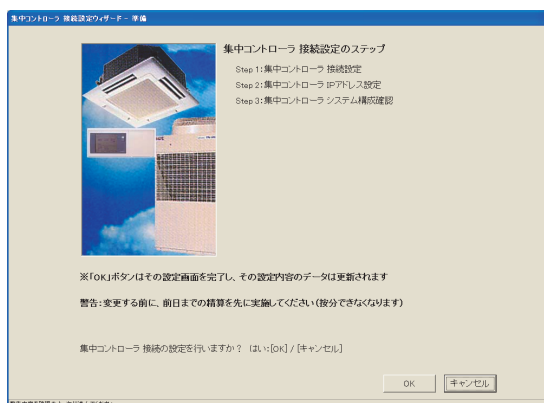 集中コントローラ 接続設定ウィザード - 準備
集中コントローラ 接続設定のステップ
Step 1:集中コントローラ 接続設定
Step 2:集中コントローラ IPアドレス設定
Step 3:集中コントローラ システム構成確認
※「OK」ボタンはその設定画面を完了し、その設定内容のデータは更新されます
警告:変更する前に、前日までの精算を先に実施してください(按分できなくなります)
集中コントローラ 接続の設定を行いますか? はい:[OK] / [キャンセル]
OK キャンセル